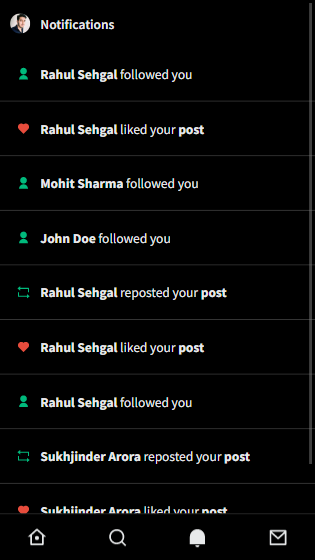 Notifications
Rahul Sehgal followed you
Rahul Sehgal liked your post
Mohit Sharma followed you
John Doe followed you
Rahul Sehgal reposted your post
Rahul Sehgal liked your post
Rahul Sehgal followed you
Sukhjinder Arora reposted your post
Sukhjinder Arora liked your post